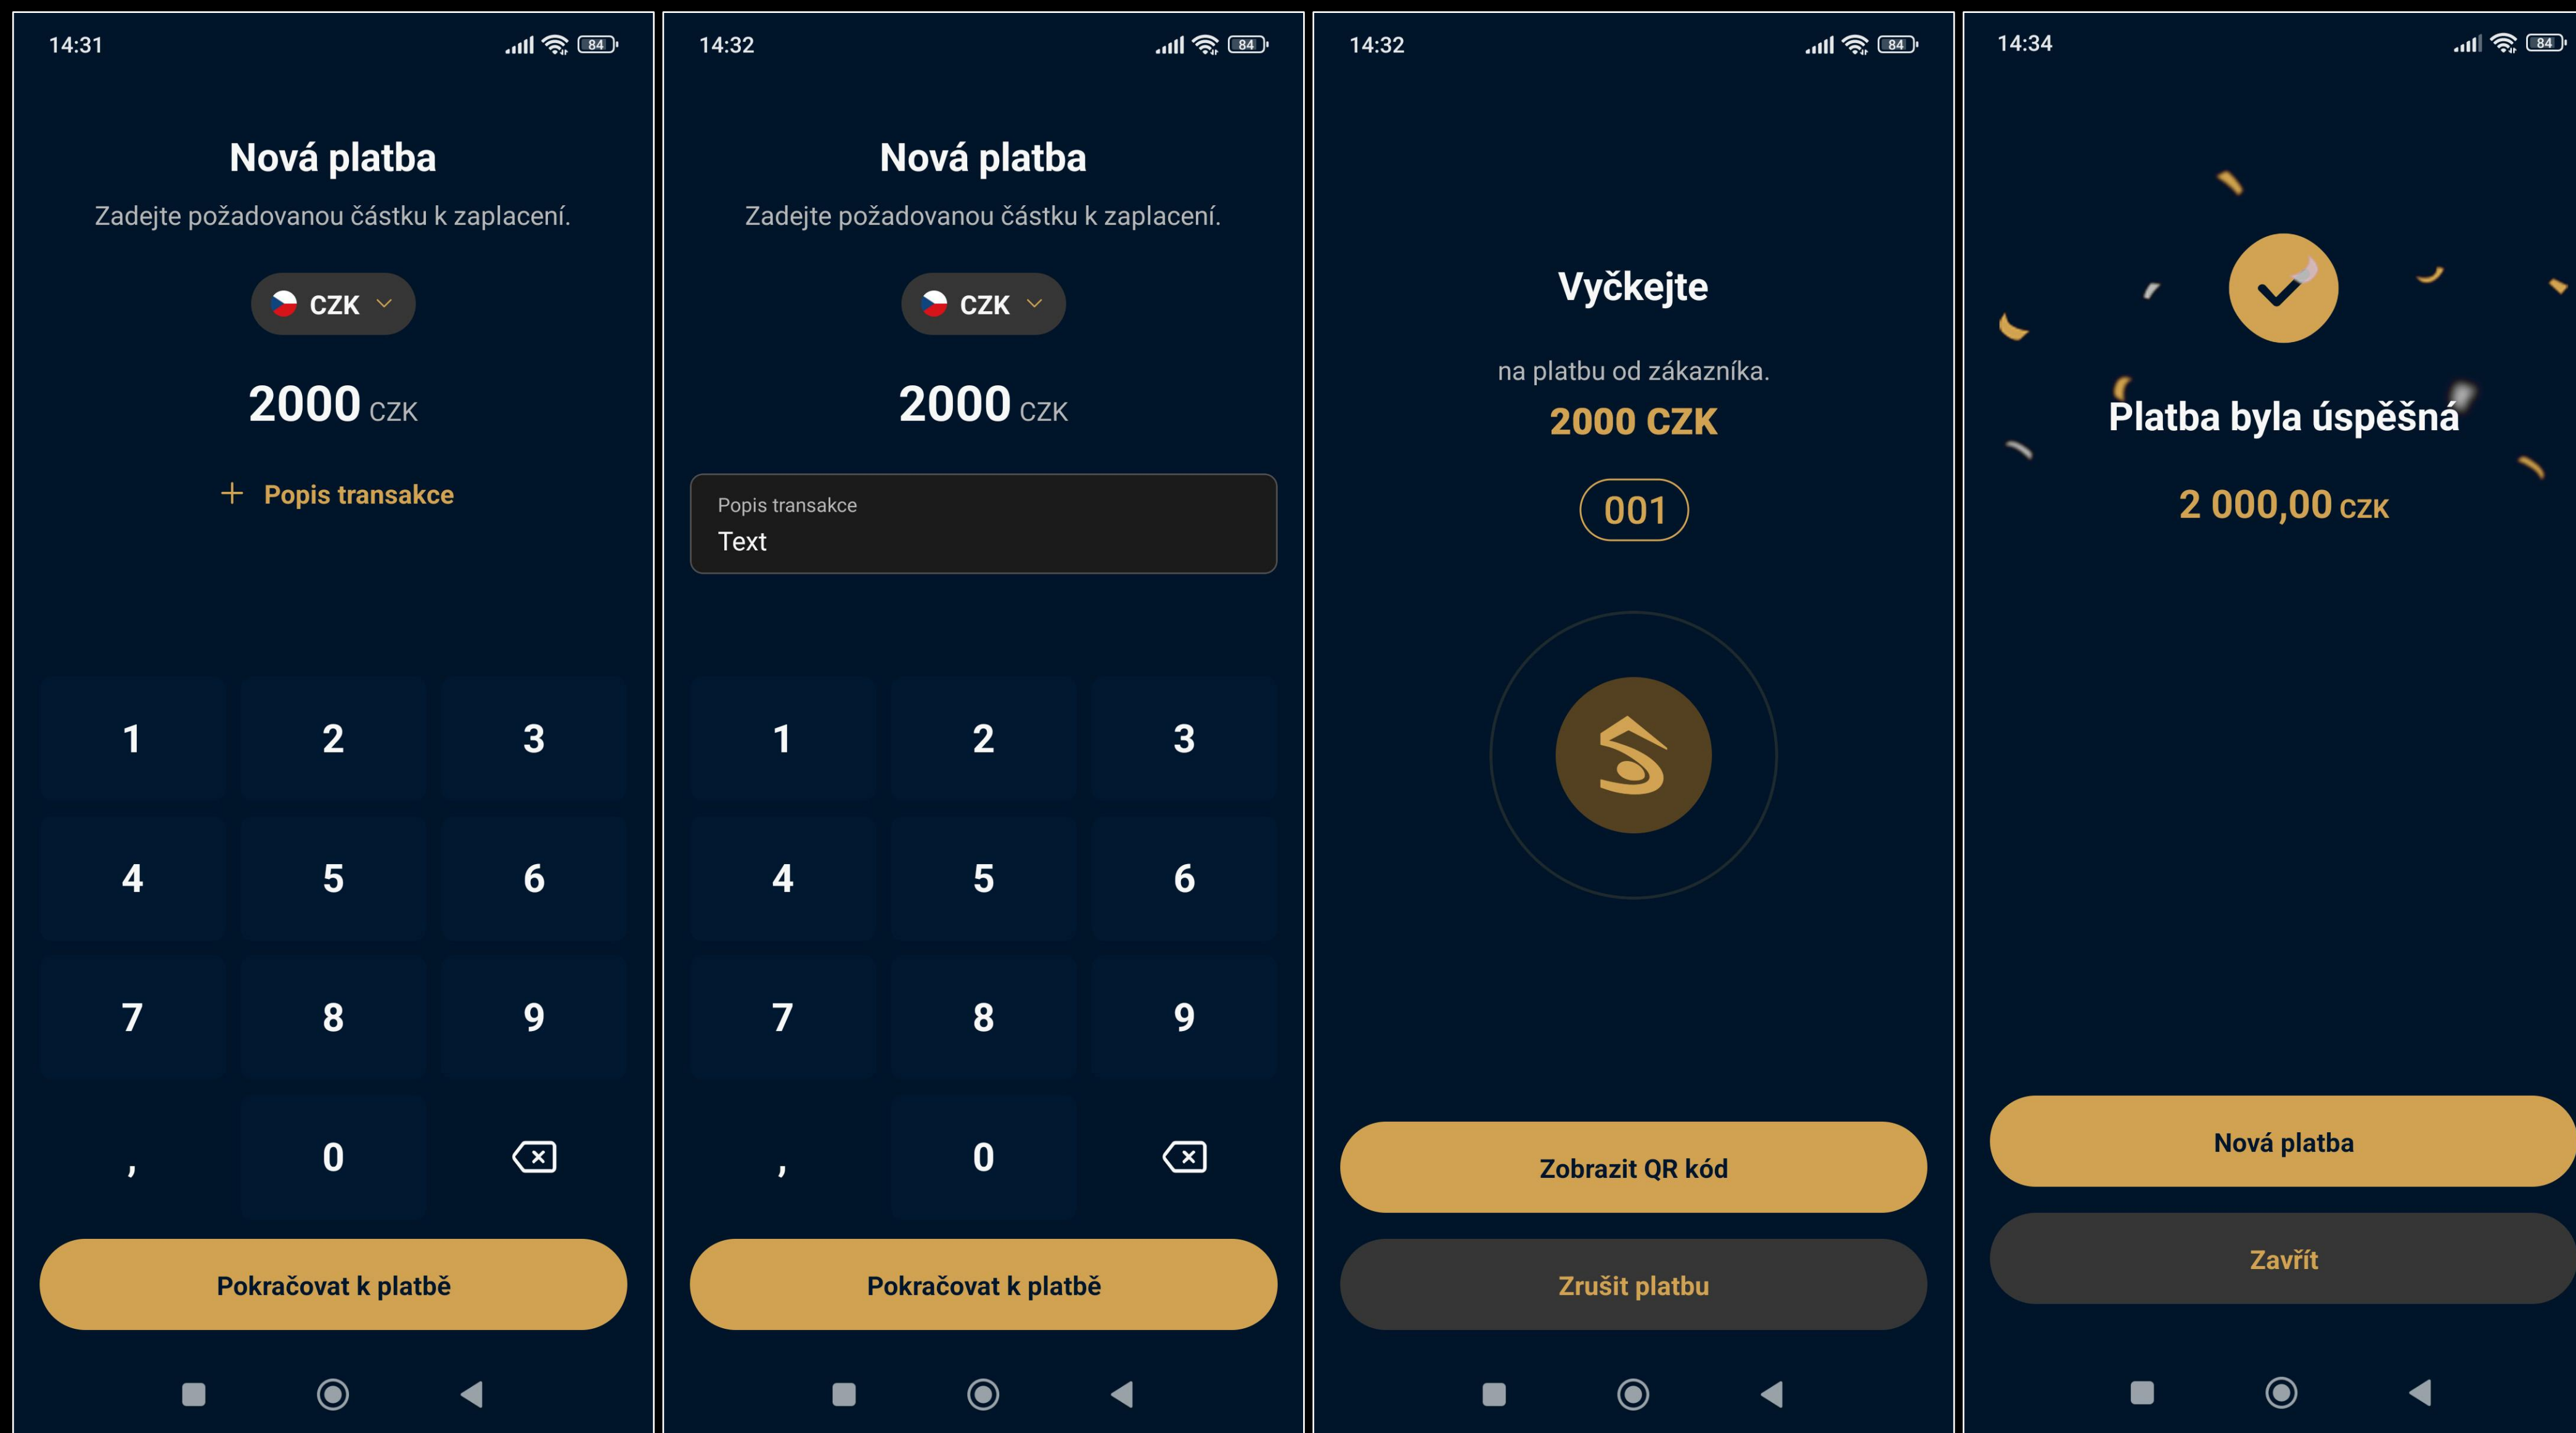 14:31
84
Nová platba
Zadejte požadovanou částku k zaplacení.
CZK
2000 CZK
+ Popis transakce
1 2 3
4 5 6
7 8 9
, 0
Pokračovat k platbě
14:32
84
Nová platba
Zadejte požadovanou částku k zaplacení.
CZK
2000 CZK
Popis transakce
Text
1 2 3
4 5 6
7 8 9
, 0
Pokračovat k platbě
14:32
84
Vyčkejte
na platbu od zákazníka.
2000 CZK
001
Zobrazit QR kód
Zrušit platbu
14:34
84
Platba byla úspěšná
2 000,00 CZK
Nová platba
Zavřít